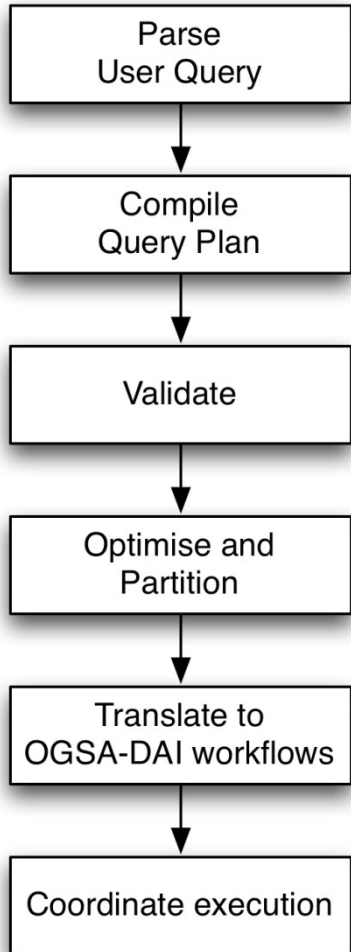 Parse
User Query
Compile
Query Plan
Validate
Optimise and
Partition
Translate to
OGSA-DAI workflows
Coordinate execution